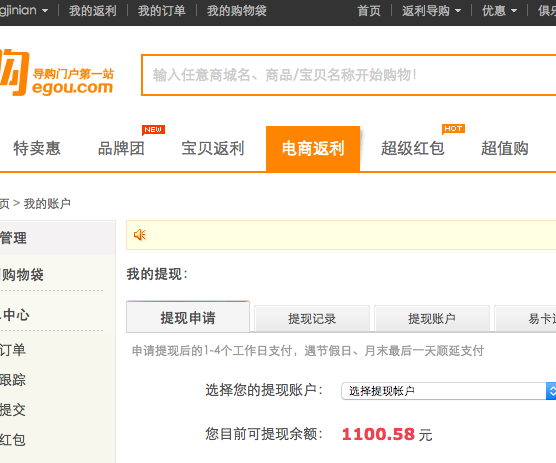 gjinian 我的返利 我的订单 我的购物袋 首页 返利导购 优惠
购 导购门户第一站
egou.com
输入任意商城名、商品/宝贝名称开始购物!
NEW HOT
特卖惠 品牌团 宝贝返利 电商返利 超级红包 超值购
页 > 我的账户
管理
我的提现:
购物袋
中心
提现申请 提现记录 提现账户 易卡
申请提现后的1-4个工作日支付，遇节假日、月末最后一天顺延支付
订单
跟踪
选择您的提现账户: 选择提现帐户
提交
您目前可提现余额: 1100.58 元
红包